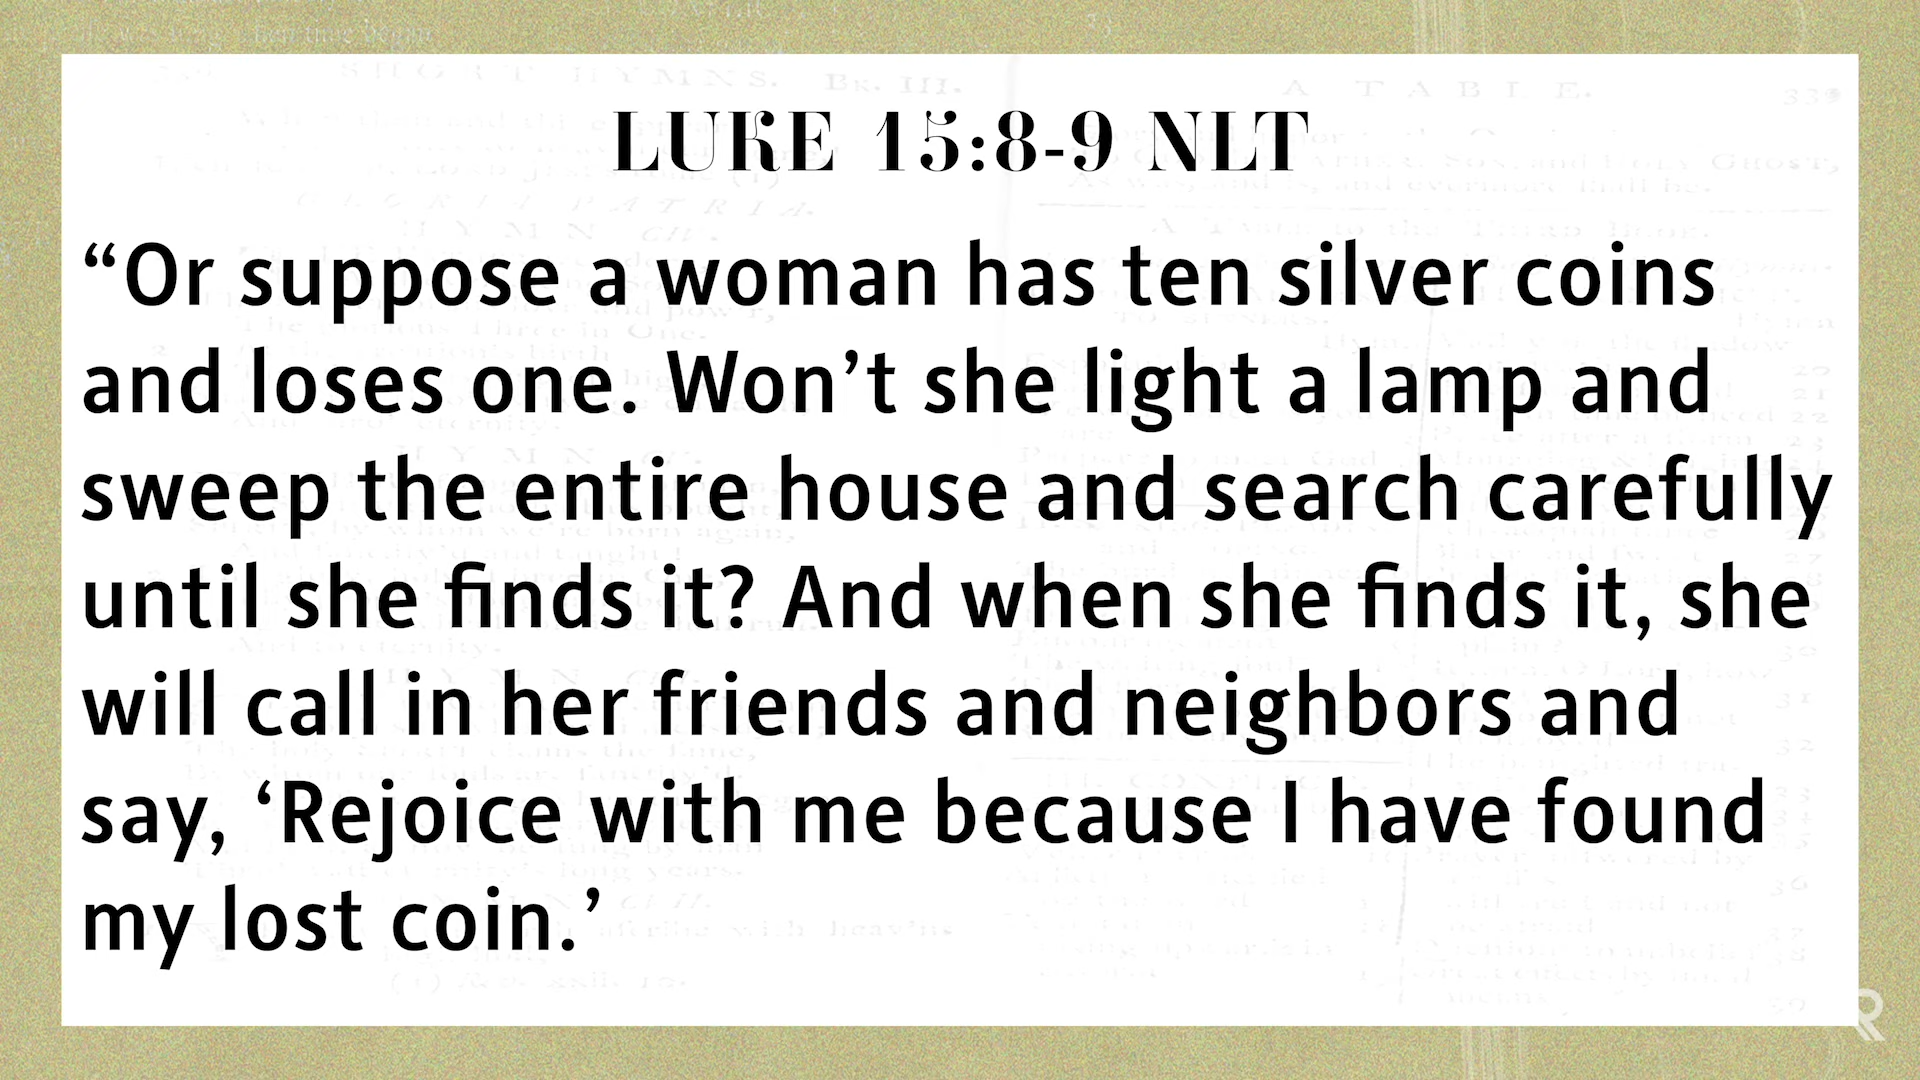 LUKE 15:8-9 NLT
“Or suppose a woman has ten silver coins
and loses one. Won’t she light a lamp and
sweep the entire house and search carefully
until she finds it? And when she finds it, she
will call in her friends and neighbors and
say, ‘Rejoice with me because I have found
my lost coin.’